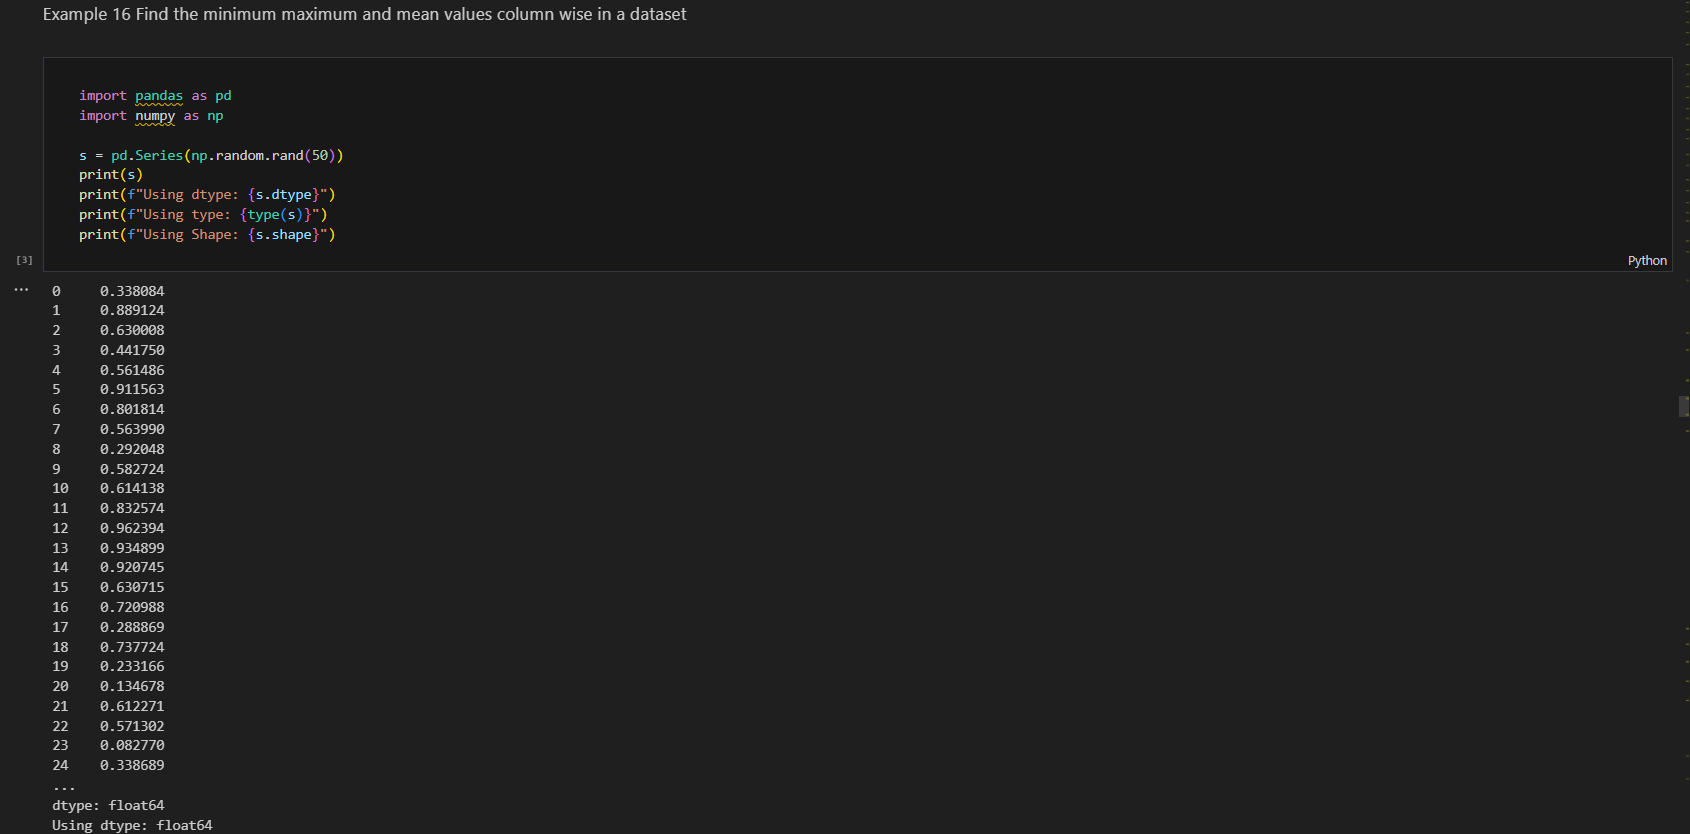 Example 16 Find the minimum maximum and mean values column wise in a dataset
import pandas as pd
import numpy as np
s = pd.Series(np.random.rand(50))
print(s)
print(f"Using dtype: {s.dtype}")
print(f"Using type: {type(s)}")
print(f"Using Shape: {s.shape}")
[3]
Python
...
0 0.338084
1 0.889124
2 0.630008
3 0.441750
4 0.561486
5 0.911563
6 0.801814
7 0.563990
8 0.292048
9 0.582724
10 0.614138
11 0.832574
12 0.962394
13 0.934899
14 0.920745
15 0.630715
16 0.720988
17 0.288869
18 0.737724
19 0.233166
20 0.134678
21 0.612271
22 0.571302
23 0.082770
24 0.338689
...
dtype: float64
Using dtype: float64